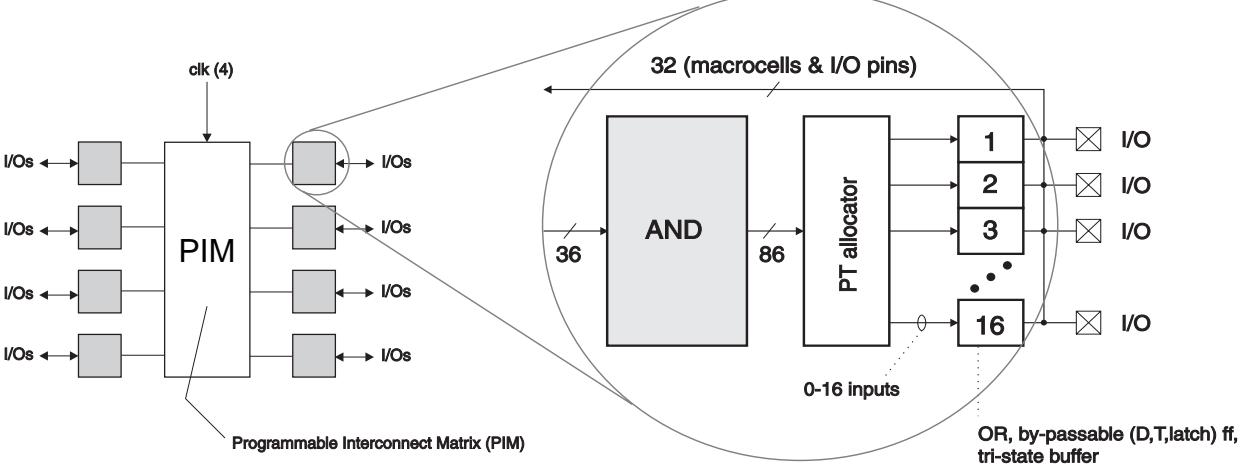 clk (4)
I/Os
I/Os
I/Os
I/Os
PIM
I/Os
I/Os
I/Os
I/Os
Programmable Interconnect Matrix (PIM)
32 (macrocells & I/O pins)
36
AND
86
PT allocator
1
2
3
16
I/O
I/O
I/O
I/O
0-16 inputs
OR, by-passable (D,T,latch) ff,
tri-state buffer